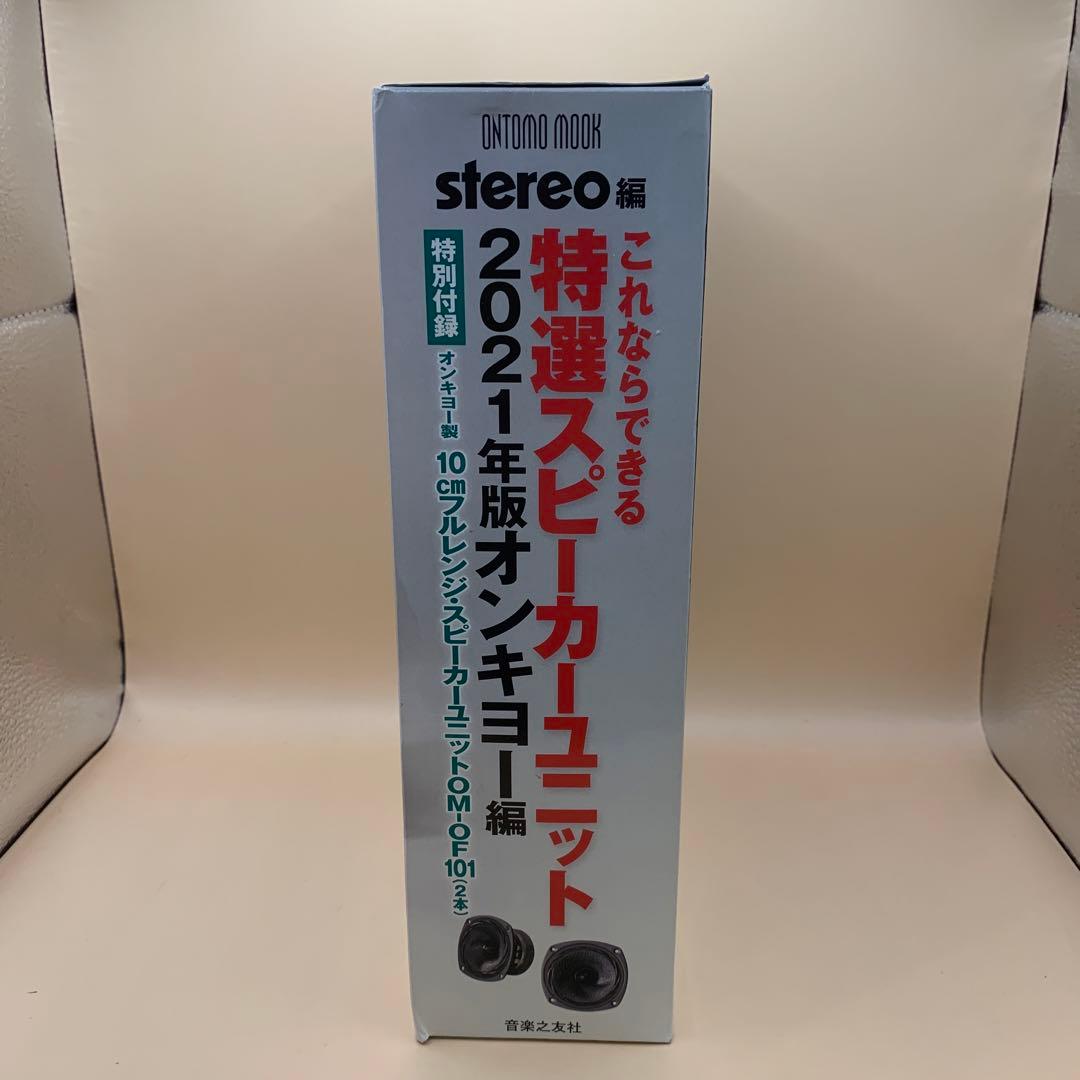 ONTOMO MOOK
stereo編
これならできる
特選スピーカーユニット
2021年版オンキヨー編
特別付録
オンキヨー製
10cmフルレンジ・スピーカーユニットOM-OF101(2本)
音楽之友社